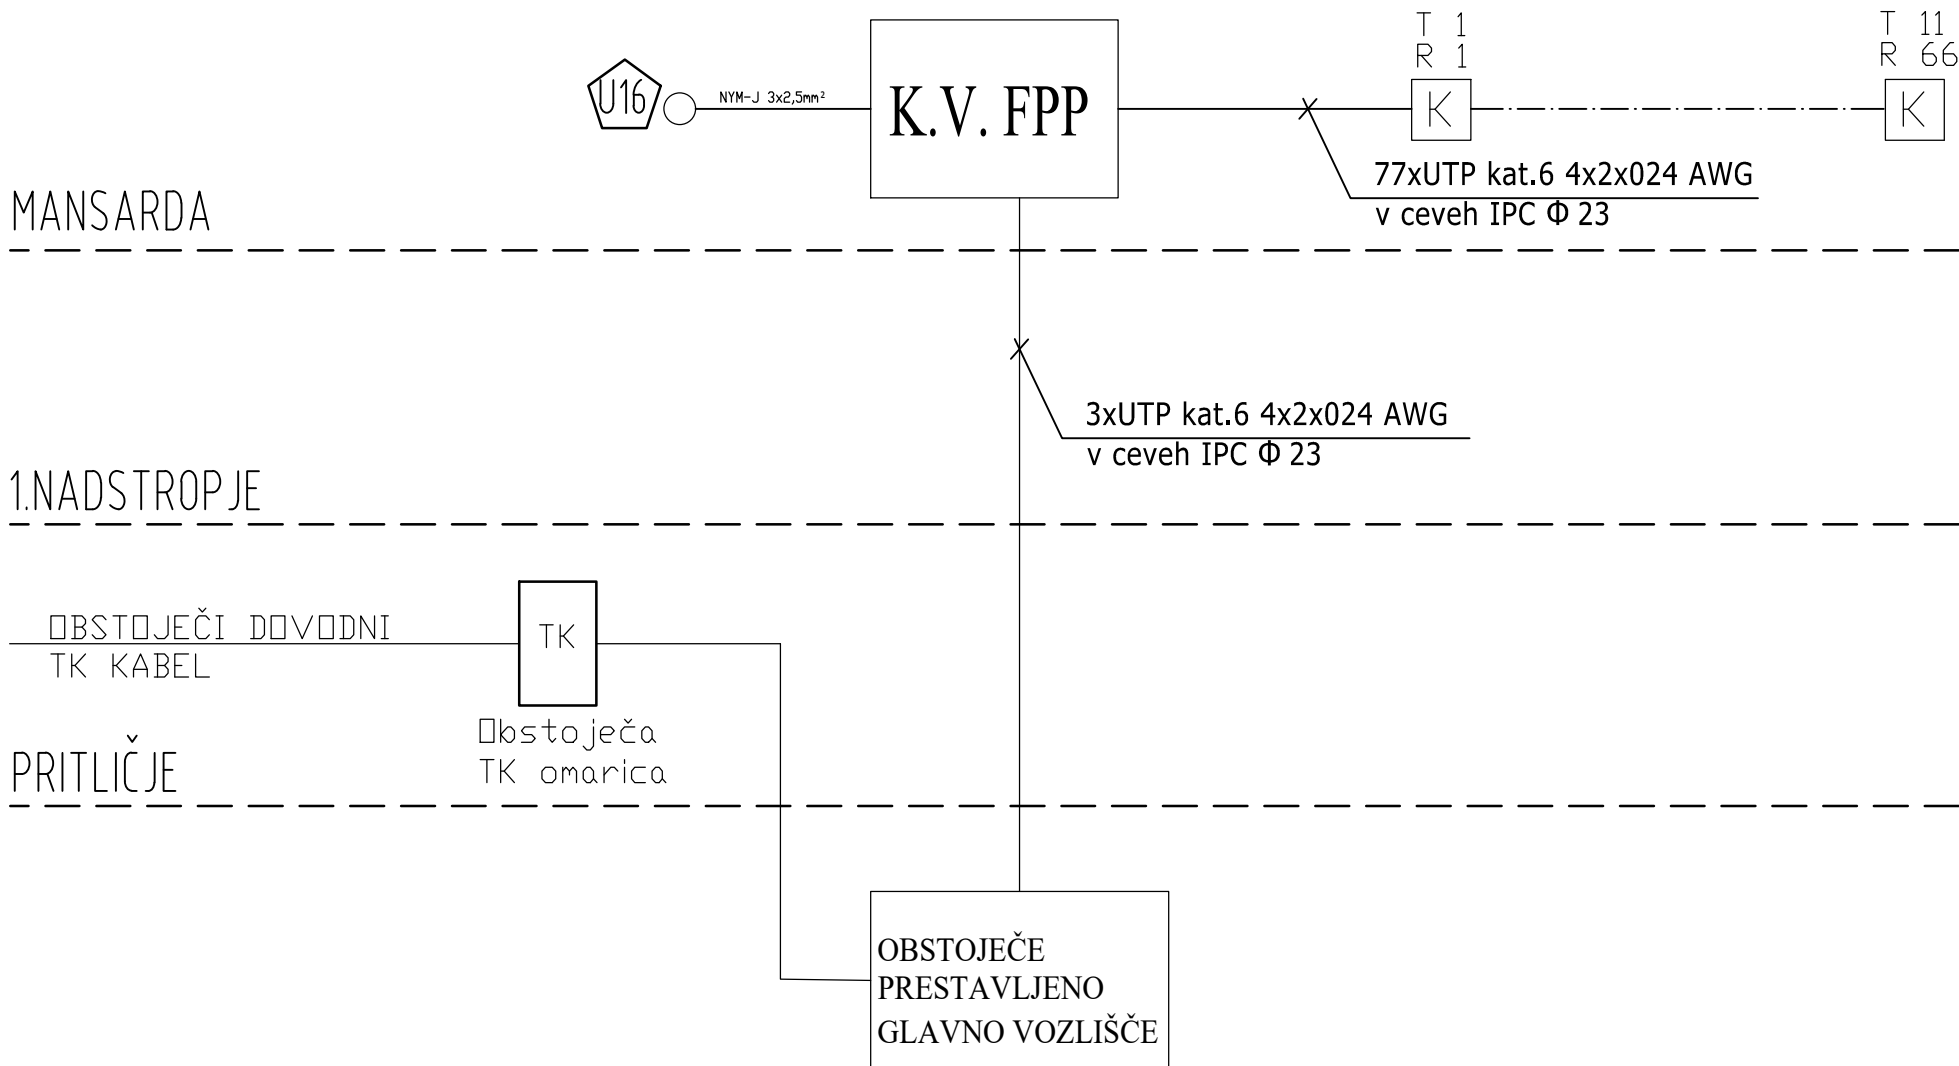 T 1
R 1
T 11
R 66
U16
NYM-J 3x2,5mm²
K.V. FPP
K
K
77xUTP kat.6 4x2x024 AWG
v ceveh IPC Φ 23
MANSARDA
3xUTP kat.6 4x2x024 AWG
v ceveh IPC Φ 23
1.NADSTROPJE
OBSTOJEČI DOVODNI
TK KABEL
TK
Obstoječa
TK omarica
PRITLIČJE
OBSTOJEČE
PRESTAVLJENO
GLAVNO VOZLIŠČE